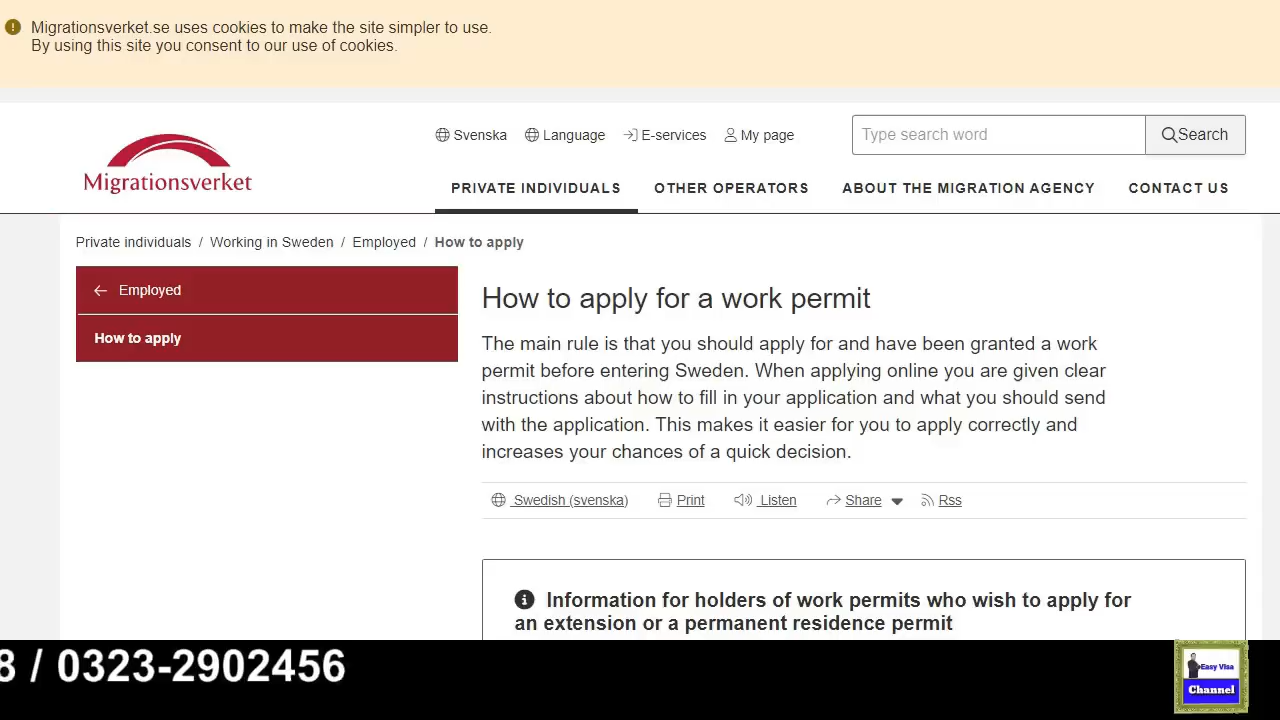 Migrationsverket.se uses cookies to make the site simpler to use.
By using this site you consent to our use of cookies.
Svenska Language E-services My page
Type search word Search
Migrationsverket
PRIVATE INDIVIDUALS OTHER OPERATORS ABOUT THE MIGRATION AGENCY CONTACT US
Private individuals / Working in Sweden / Employed / How to apply
Employed
How to apply
How to apply for a work permit
The main rule is that you should apply for and have been granted a work
permit before entering Sweden. When applying online you are given clear
instructions about how to fill in your application and what you should send
with the application. This makes it easier for you to apply correctly and
increases your chances of a quick decision.
Swedish (svenska) Print Listen Share Rss
Information for holders of work permits who wish to apply for
an extension or a permanent residence permit
8 / 0323-2902456
Easy Visa
Channel